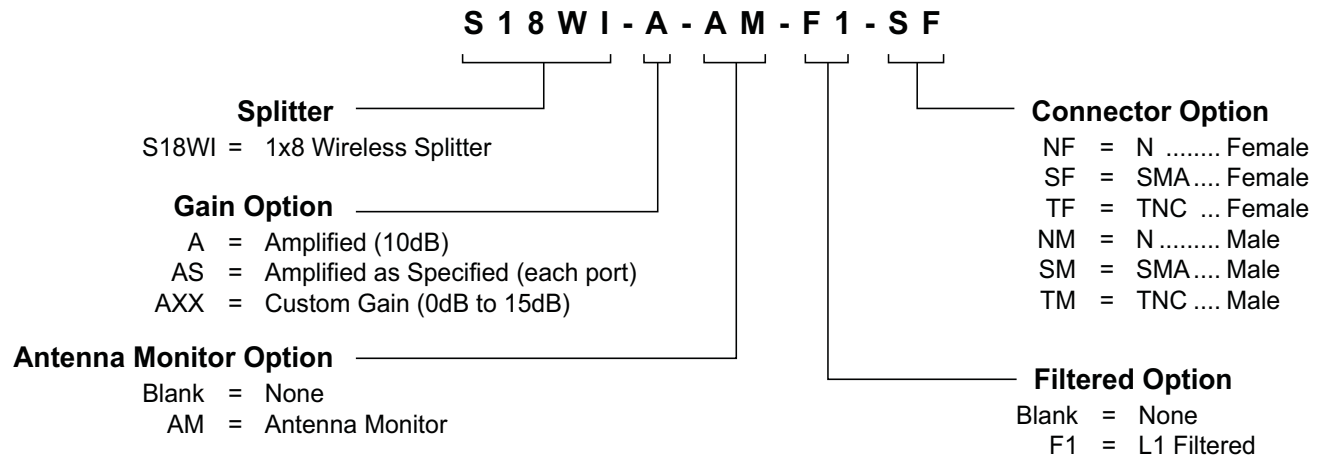 S18WI-A-AM-F1-SF
Splitter
S18WI = 1x8 Wireless Splitter
Gain Option
A = Amplified (10dB)
AS = Amplified as Specified (each port)
AXX = Custom Gain (0dB to 15dB)
Antenna Monitor Option
Blank = None
AM = Antenna Monitor
Connector Option
NF = N ........ Female
SF = SMA .... Female
TF = TNC ... Female
NM = N ......... Male
SM = SMA .... Male
TM = TNC .... Male
Filtered Option
Blank = None
F1 = L1 Filtered